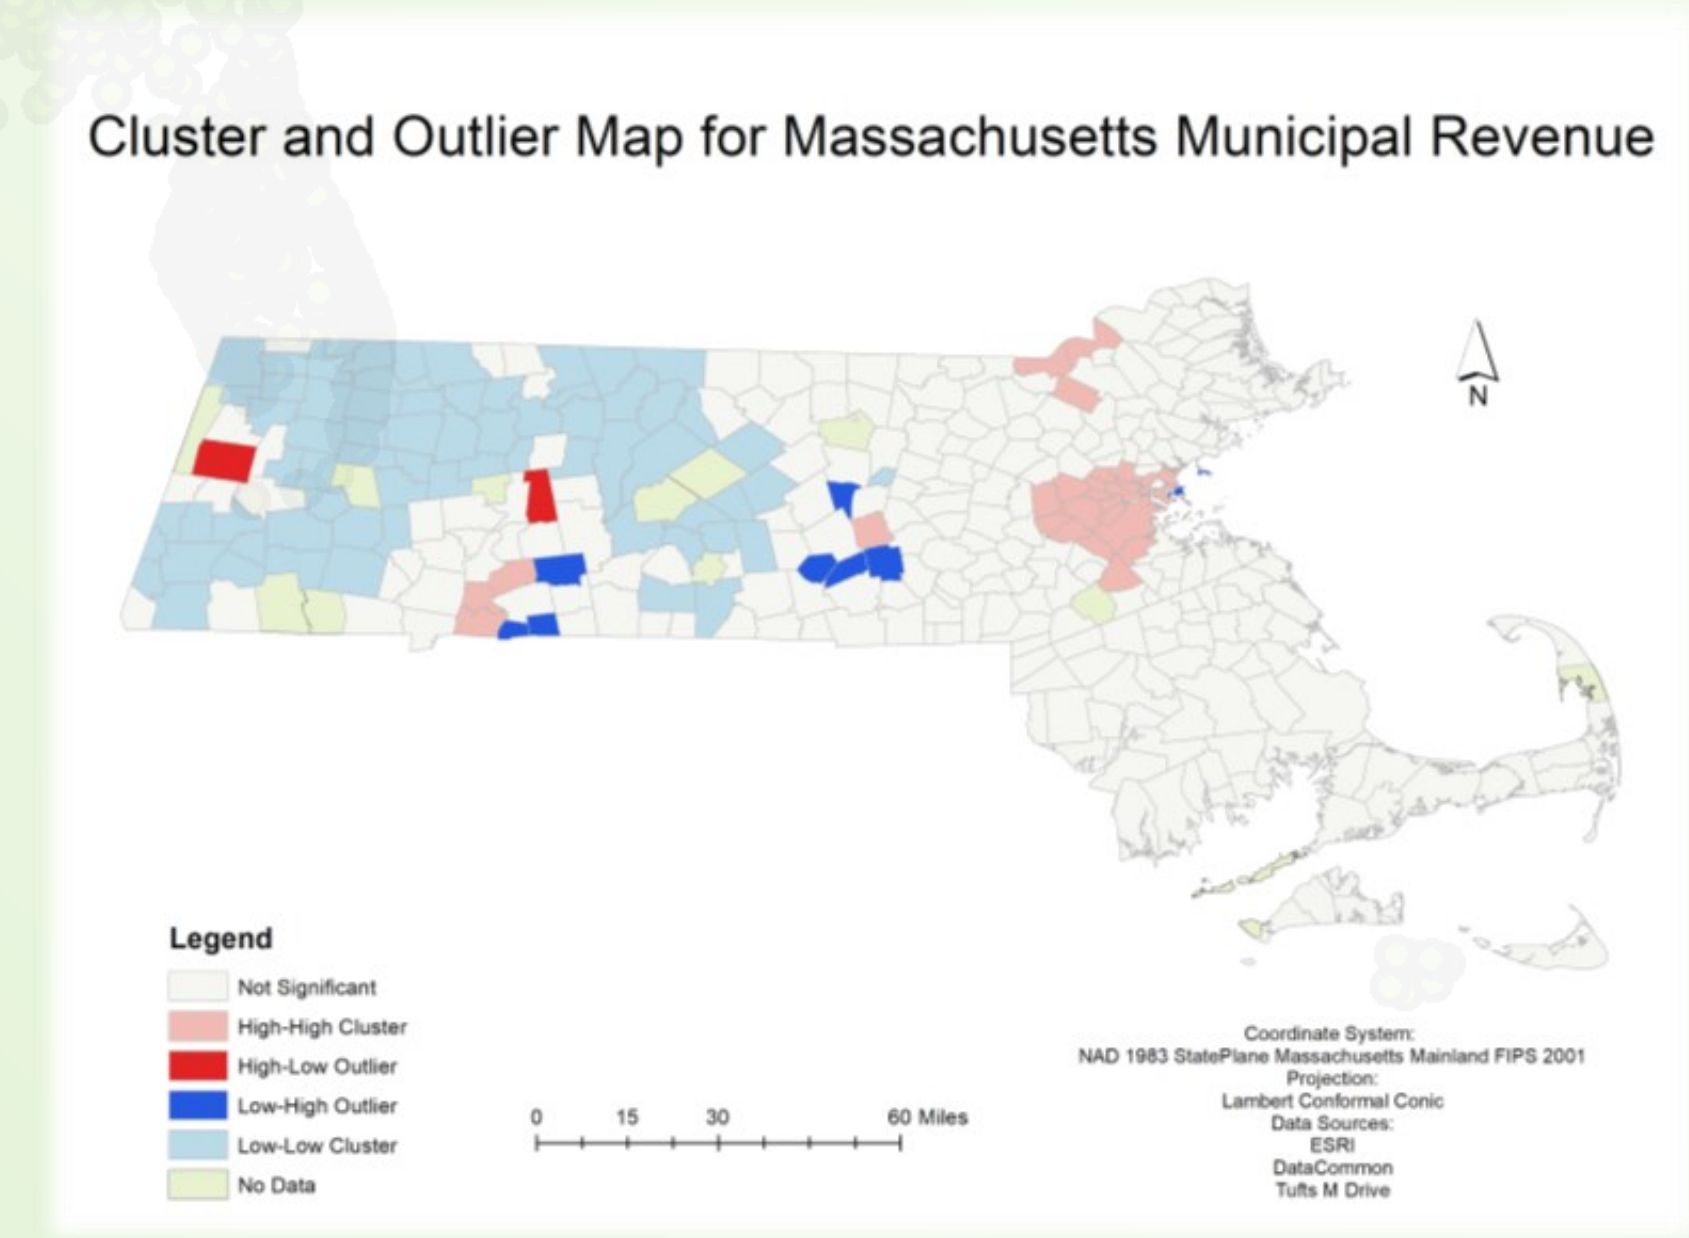 Cluster and Outlier Map for Massachusetts Municipal Revenue
N
Legend
Not Significant
High-High Cluster
High-Low Outlier
Low-High Outlier
Low-Low Cluster
No Data
0 15 30 60 Miles
Coordinate System:
NAD 1983 StatePlane Massachusetts Mainland FIPS 2001
Projection:
Lambert Conformal Conic
Data Sources:
ESRI
DataCommon
Tufts M Drive